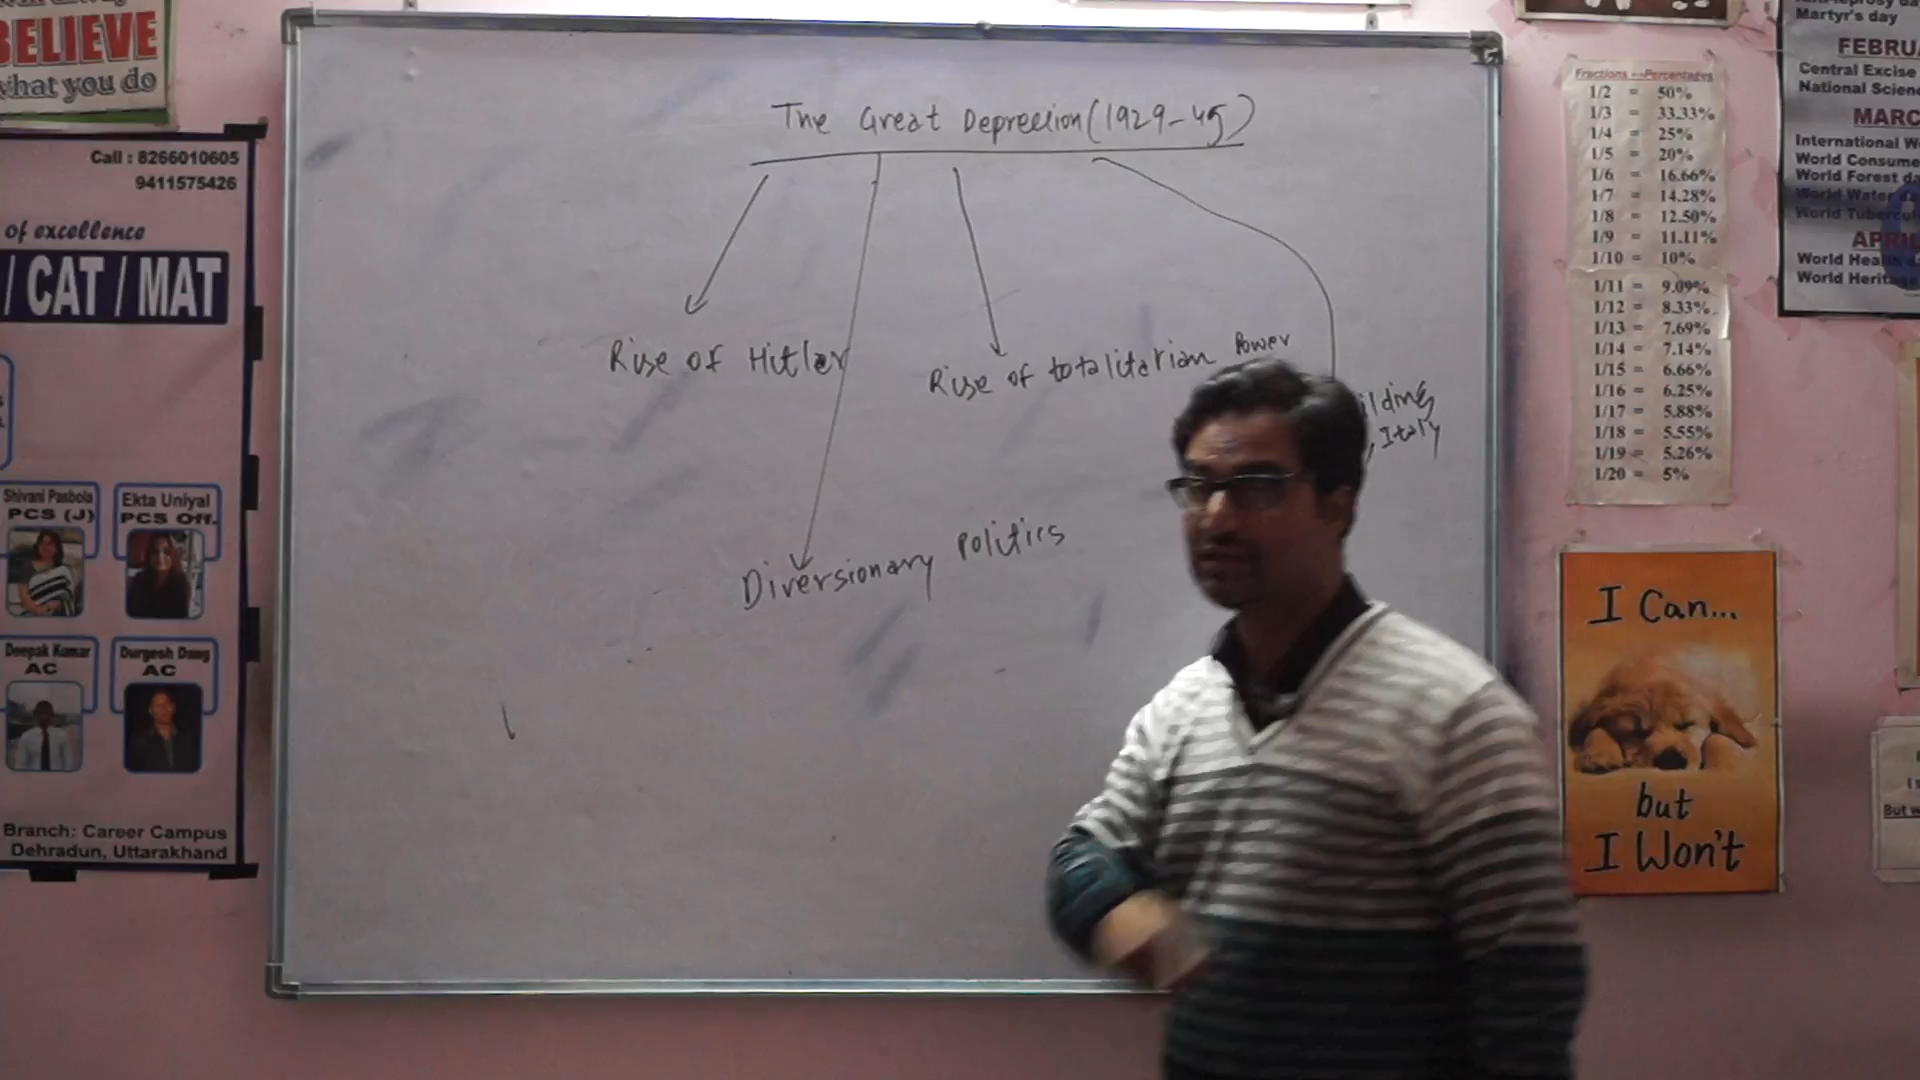 BELIEVE
what you do
Call : 8266010605
9411575426
of excellence
/ CAT / MAT
Shivani Pasbola
PCS (J)
Ekta Uniyal
PCS Off.
Deepak Kumar
AC
Durgesh Dang
AC
Branch: Career Campus
Dehradun, Uttarakhand
The Great Depression (1929-45)
Rise of Hitler
Rise of totalitarian Power
ilding
, Italy
Diversionary Politics
Fractions Percentages
1/2 = 50%
1/3 = 33.33%
1/4 = 25%
1/5 = 20%
1/6 = 16.66%
1/7 = 14.28%
1/8 = 12.50%
1/9 = 11.11%
1/10 = 10%
1/11 = 9.09%
1/12 = 8.33%
1/13 = 7.69%
1/14 = 7.14%
1/15 = 6.66%
1/16 = 6.25%
1/17 = 5.88%
1/18 = 5.55%
1/19 = 5.26%
1/20 = 5%
I Can...
but
I Won't
Martyr's day
FEBRU
Central Excise
National Scien
MARC
International W
World Consume
World Forest da
World Water da
World Tubercul
APRIL
World Heal
World Heritag
But w